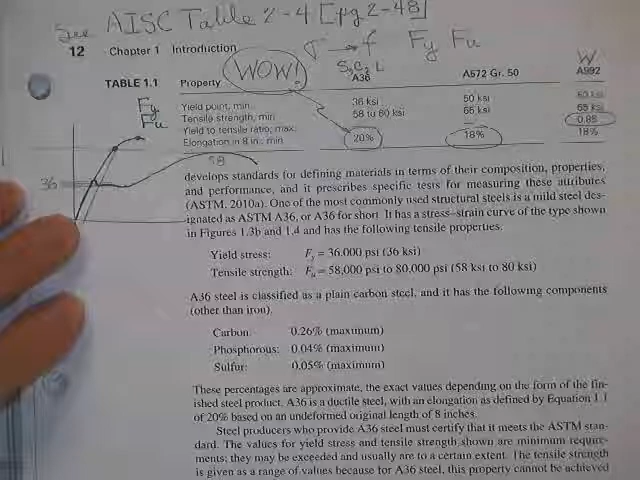 See AISC Table 2-4 [pg 2-48]
12 Chapter 1 Introduction
σ → f Fy Fu
WOW!
S, C, L
W
TABLE 1.1 Property A36 A572 Gr. 50 A992
Fy Yield point, min. 36 ksi 50 ksi 50 ksi
Fu Tensile strength, min. 58 to 80 ksi 65 ksi 65 ksi
Yield to tensile ratio, max. — — 0.85
Elongation in 8 in., min. 20% 18% 18%
58
36
develops standards for defining materials in terms of their composition, properties,
and performance, and it prescribes specific tests for measuring these attributes
(ASTM, 2010a). One of the most commonly used structural steels is a mild steel des-
ignated as ASTM A36, or A36 for short. It has a stress–strain curve of the type shown
in Figures 1.3b and 1.4 and has the following tensile properties.
Yield stress: Fy = 36,000 psi (36 ksi)
Tensile strength: Fu = 58,000 psi to 80,000 psi (58 ksi to 80 ksi)
A36 steel is classified as a plain carbon steel, and it has the following components
(other than iron).
Carbon: 0.26% (maximum)
Phosphorous: 0.04% (maximum)
Sulfur: 0.05% (maximum)
These percentages are approximate, the exact values depending on the form of the fin-
ished steel product. A36 is a ductile steel, with an elongation as defined by Equation 1.1
of 20% based on an undeformed original length of 8 inches.
Steel producers who provide A36 steel must certify that it meets the ASTM stan-
dard. The values for yield stress and tensile strength shown are minimum require-
ments; they may be exceeded and usually are to a certain extent. The tensile strength
is given as a range of values because for A36 steel, this property cannot be achieved